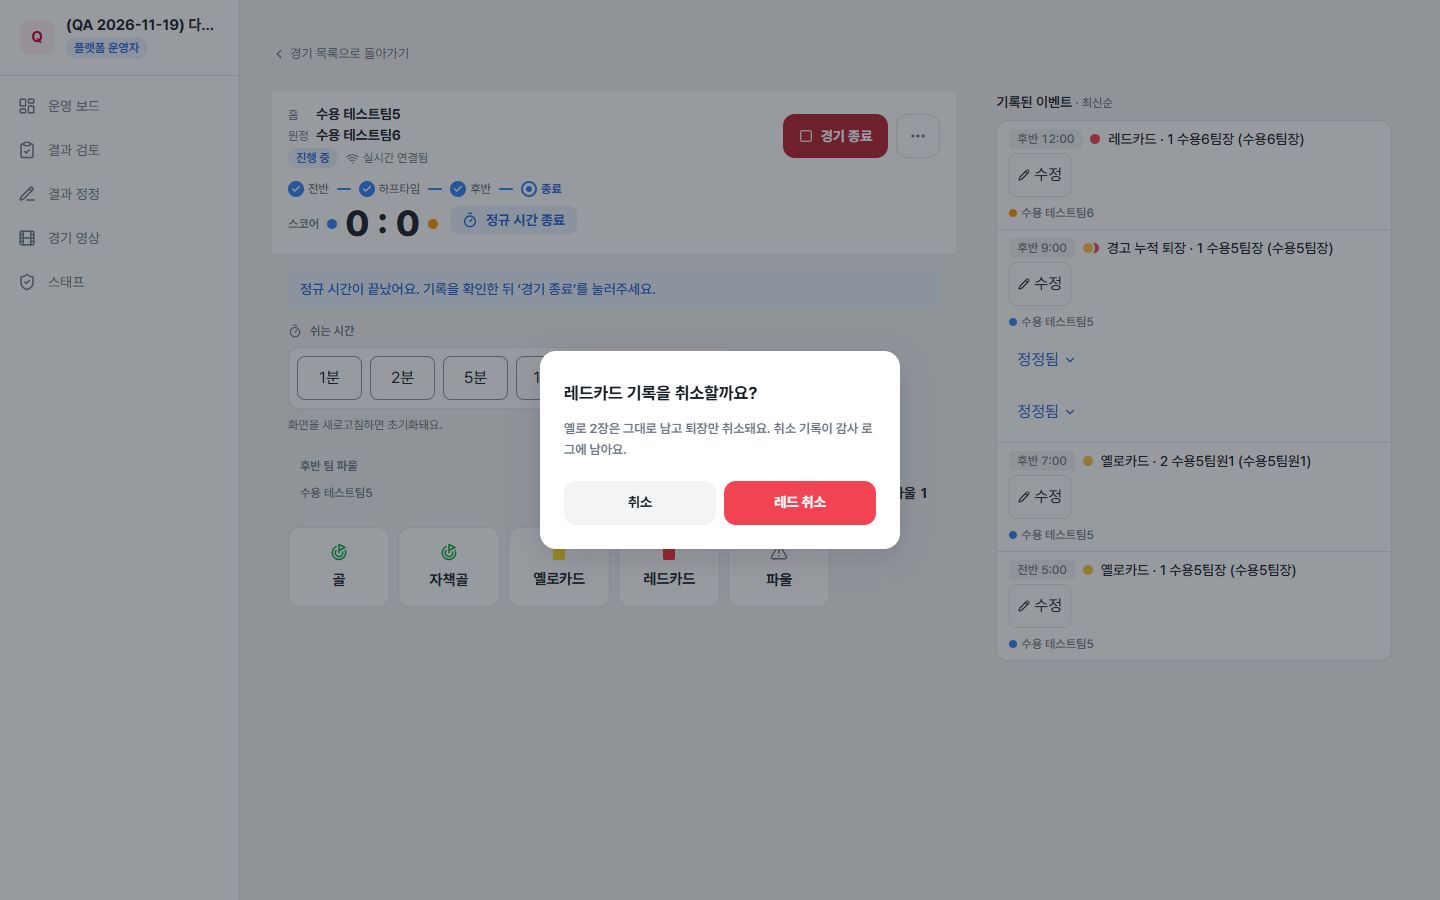 Q
(QA 2026-11-19) 다...
플랫폼 운영자
운영 보드
결과 검토
결과 정정
경기 영상
스태프
경기 목록으로 돌아가기
홈 수용 테스트팀5
원정 수용 테스트팀6
진행 중 실시간 연결됨
경기 종료
전반 하프타임 후반 종료
스코어 0 : 0 정규 시간 종료
정규 시간이 끝났어요. 기록을 확인한 뒤 ‘경기 종료’를 눌러주세요.
쉬는 시간
1분 2분 5분 1
화면을 새로고침하면 초기화돼요.
후반 팀 파울
수용 테스트팀5
파울 1
골 자책골 옐로카드 레드카드 파울
레드카드 기록을 취소할까요?
옐로 2장은 그대로 남고 퇴장만 취소돼요. 취소 기록이 감사 로
그에 남아요.
취소 레드 취소
기록된 이벤트 · 최신순
후반 12:00 레드카드 · 1 수용6팀장 (수용6팀장)
수정
수용 테스트팀6
후반 9:00 경고 누적 퇴장 · 1 수용5팀장 (수용5팀장)
수정
수용 테스트팀5
정정됨
정정됨
후반 7:00 옐로카드 · 2 수용5팀원1 (수용5팀원1)
수정
수용 테스트팀5
전반 5:00 옐로카드 · 1 수용5팀장 (수용5팀장)
수정
수용 테스트팀5